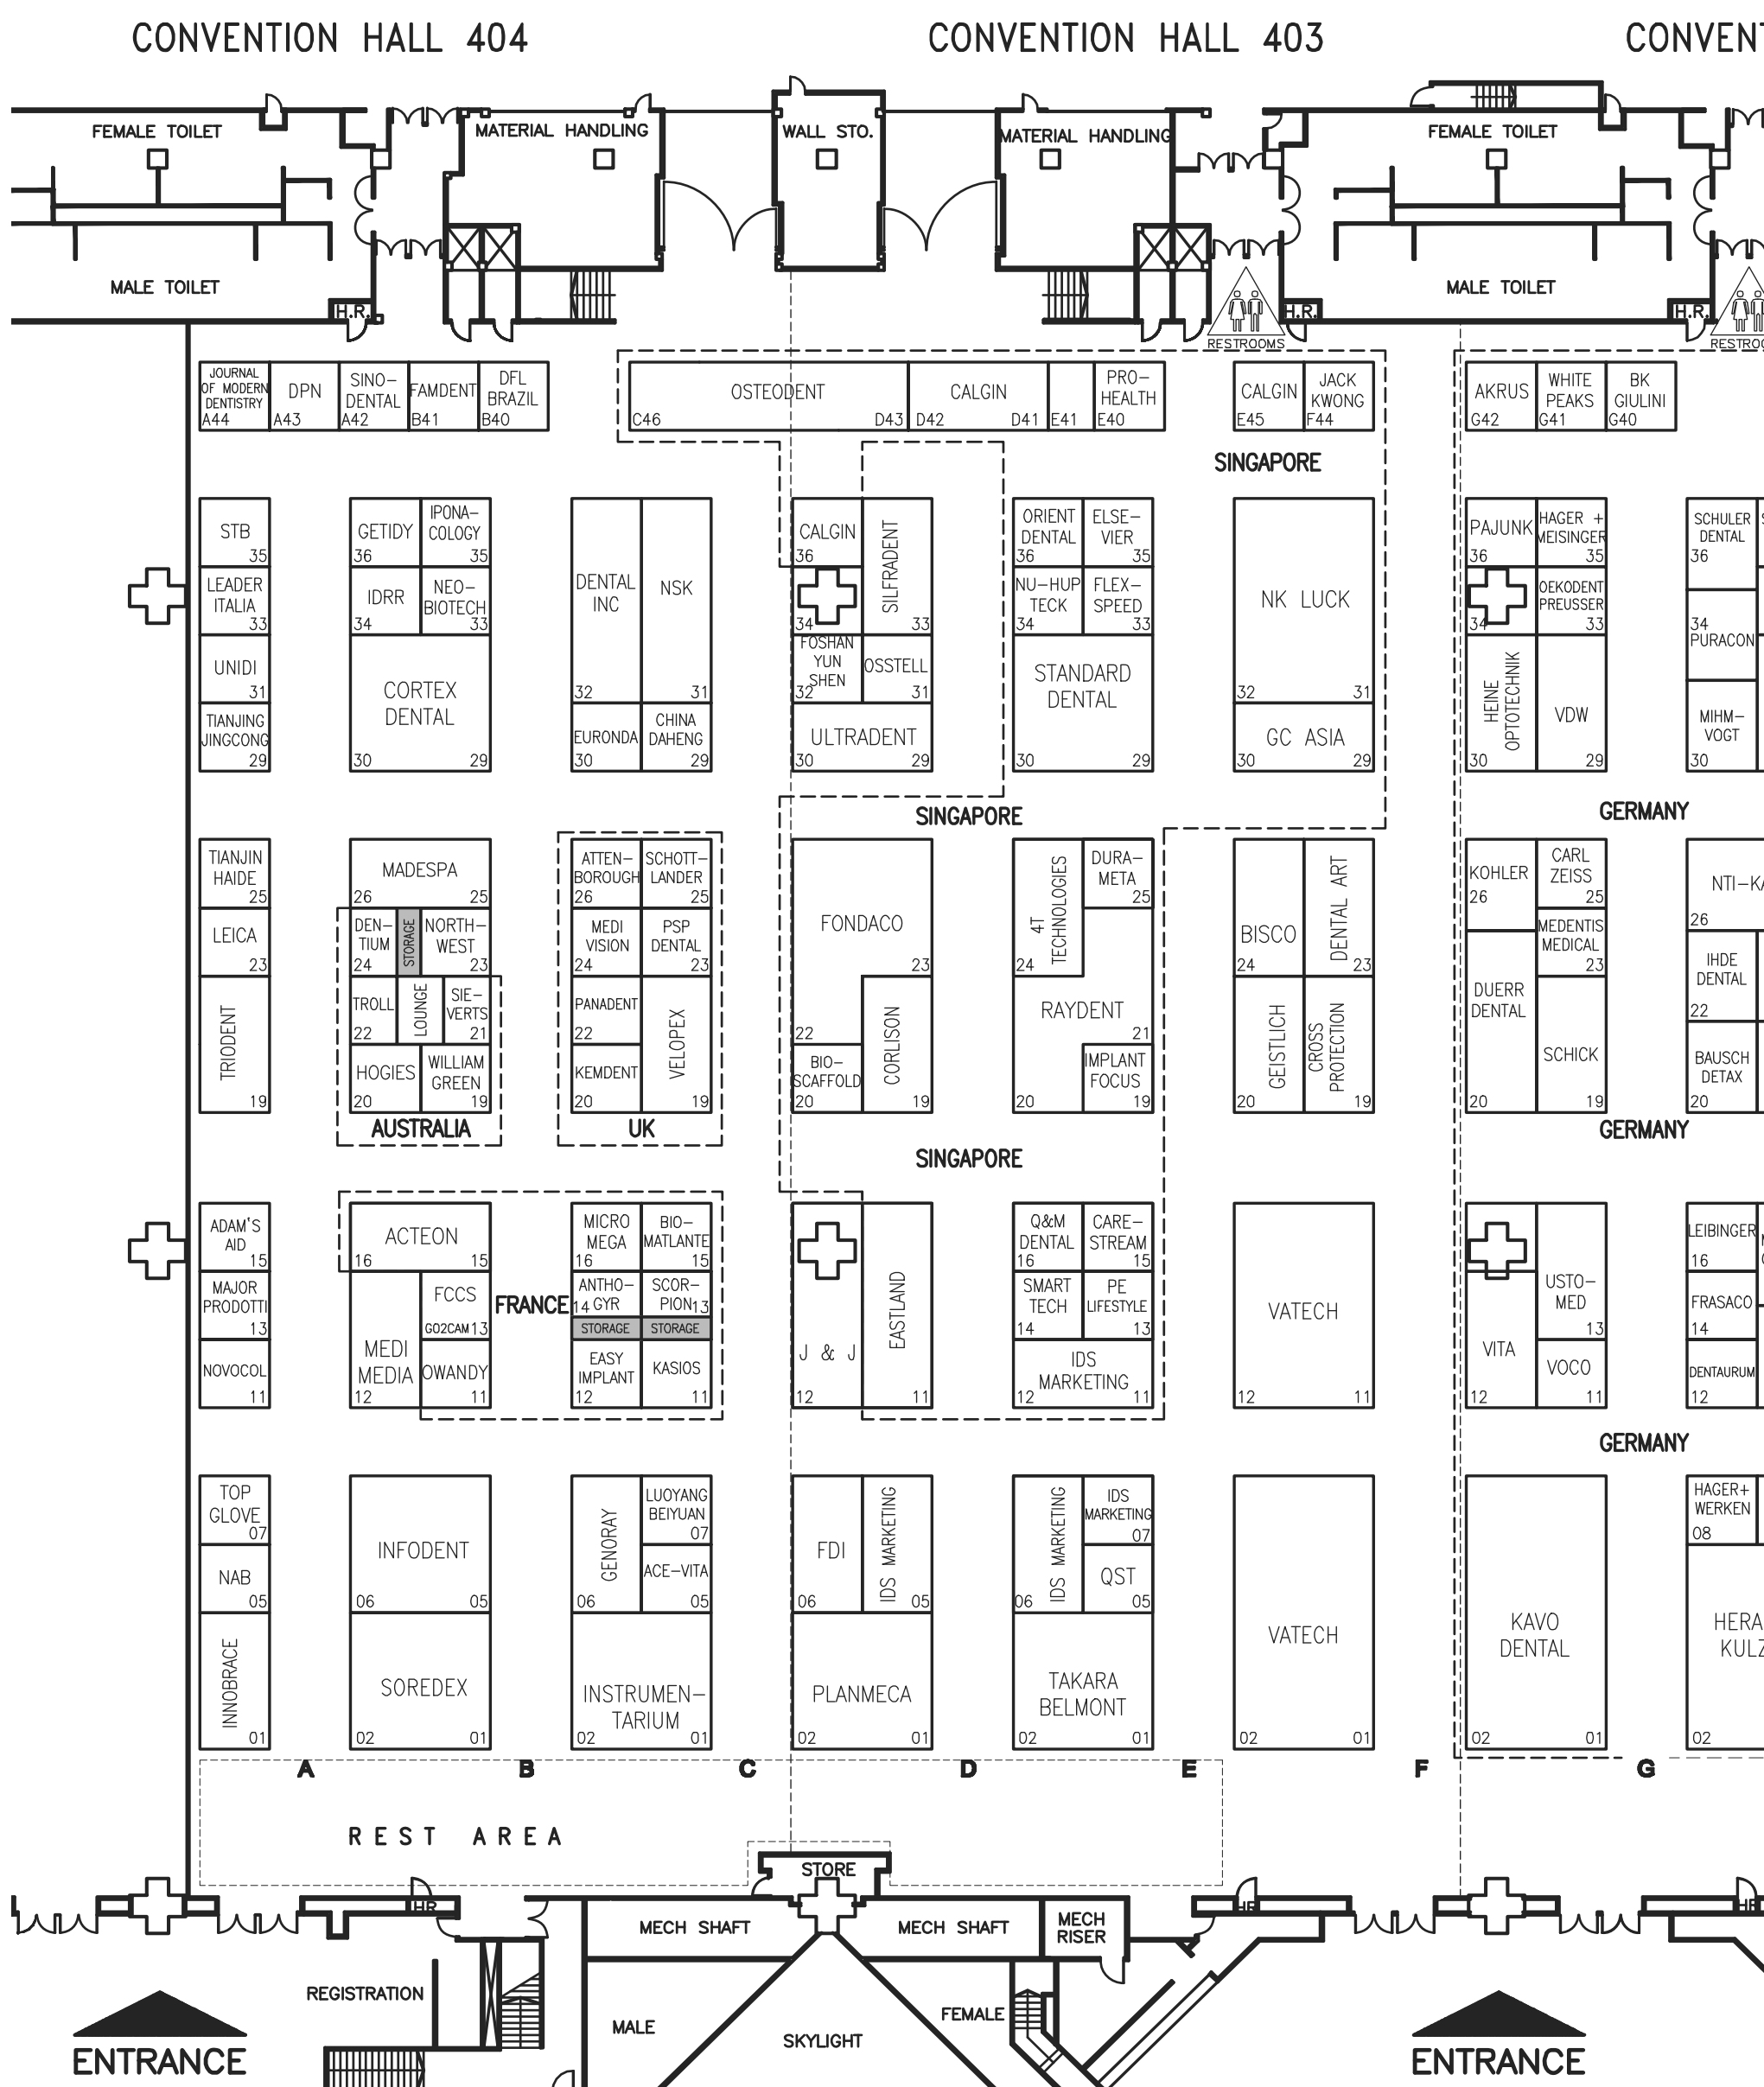 CONVENTION HALL 404
CONVENTION HALL 403
CONVEN
FEMALE TOILET
MATERIAL HANDLING
WALL STO.
MATERIAL HANDLING
FEMALE TOILET
MALE TOILET
H.R.
MALE TOILET
H.R.
H.R.
RESTROOMS
RESTRO
JOURNAL
OF MODERN
DENTISTRY
A44
DPN
A43
SINO-
DENTAL
A42
FAMDENT
B41
DFL
BRAZIL
B40
OSTEODENT
C46
D43
CALGIN
D42
D41
E41
PRO-
HEALTH
E40
CALGIN
E45
JACK
KWONG
F44
AKRUS
G42
WHITE
PEAKS
G41
BK
GIULINI
G40
SINGAPORE
STB
35
LEADER
ITALIA
33
UNIDI
31
TIANJING
JINGCONG
29
GETIDY
36
IPONA-
COLOGY
35
IDRR
34
NEO-
BIOTECH
33
CORTEX
DENTAL
30
29
DENTAL
INC
32
NSK
31
EURONDA
30
CHINA
DAHENG
29
CALGIN
36
SILFRADENT
33
34
FOSHAN
YUN
SHEN
32
OSSTELL
31
ULTRADENT
30
29
ORIENT
DENTAL
36
ELSE-
VIER
35
NU-HUP
TECK
34
FLEX-
SPEED
33
STANDARD
DENTAL
30
29
NK LUCK
32
31
GC ASIA
30
29
PAJUNK
36
HAGER +
MEISINGER
35
34
OEKODENT
PREUSSER
33
HEINE
OPTOTECHNIK
30
VDW
29
SCHULER
DENTAL
36
34
PURACON
MIHM-
VOGT
30
SINGAPORE
GERMANY
TIANJIN
HAIDE
25
LEICA
23
TRIODENT
19
MADESPA
26
25
DEN-
TIUM
24
STORAGE
NORTH-
WEST
23
TROLL
22
LOUNGE
SIE-
VERTS
21
HOGIES
20
WILLIAM
GREEN
19
AUSTRALIA
ATTEN-
BOROUGH
26
SCHOTT-
LANDER
25
MEDI
VISION
24
PSP
DENTAL
23
PANADENT
22
VELOPEX
19
KEMDENT
20
UK
FONDACO
23
22
BIO-
SCAFFOLD
20
CORLISON
19
4T
TECHNOLOGIES
24
DURA-
META
25
RAYDENT
21
20
IMPLANT
FOCUS
19
BISCO
24
DENTAL ART
23
GEISTLICH
20
CROSS
PROTECTION
19
KOHLER
26
CARL
ZEISS
25
MEDENTIS
MEDICAL
23
DUERR
DENTAL
20
SCHICK
19
NTI-KA
26
IHDE
DENTAL
22
BAUSCH
DETAX
20
GERMANY
SINGAPORE
ADAM'S
AID
15
MAJOR
PRODOTTI
13
NOVOCOL
11
ACTEON
16
15
MEDI
MEDIA
12
FCCS
GO2CAM 13
OWANDY
11
FRANCE
MICRO
MEGA
16
BIO-
MATLANTE
15
ANTHO-
GYR
14
SCOR-
PION
13
STORAGE
STORAGE
EASY
IMPLANT
12
KASIOS
11
J & J
12
EASTLAND
11
Q&M
DENTAL
16
CARE-
STREAM
15
SMART
TECH
14
PE
LIFESTYLE
13
IDS
MARKETING
12
11
VATECH
12
11
VITA
12
USTO-
MED
13
VOCO
11
LEIBINGER
16
FRASACO
14
DENTAURUM
12
GERMANY
TOP
GLOVE
07
NAB
05
INNOBRACE
01
INFODENT
06
05
SOREDEX
02
01
GENORAY
06
LUOYANG
BEIYUAN
07
ACE-VITA
05
INSTRUMEN-
TARIUM
02
01
FDI
06
IDS MARKETING
05
PLANMECA
02
01
IDS MARKETING
06
IDS
MARKETING
07
QST
05
TAKARA
BELMONT
02
01
VATECH
02
01
KAVO
DENTAL
02
01
HAGER+
WERKEN
08
HERA
KULZ
02
A
B
C
D
E
F
G
REST AREA
STORE
HR
HR
HR
MECH SHAFT
MECH SHAFT
MECH
RISER
REGISTRATION
MALE
FEMALE
SKYLIGHT
ENTRANCE
ENTRANCE